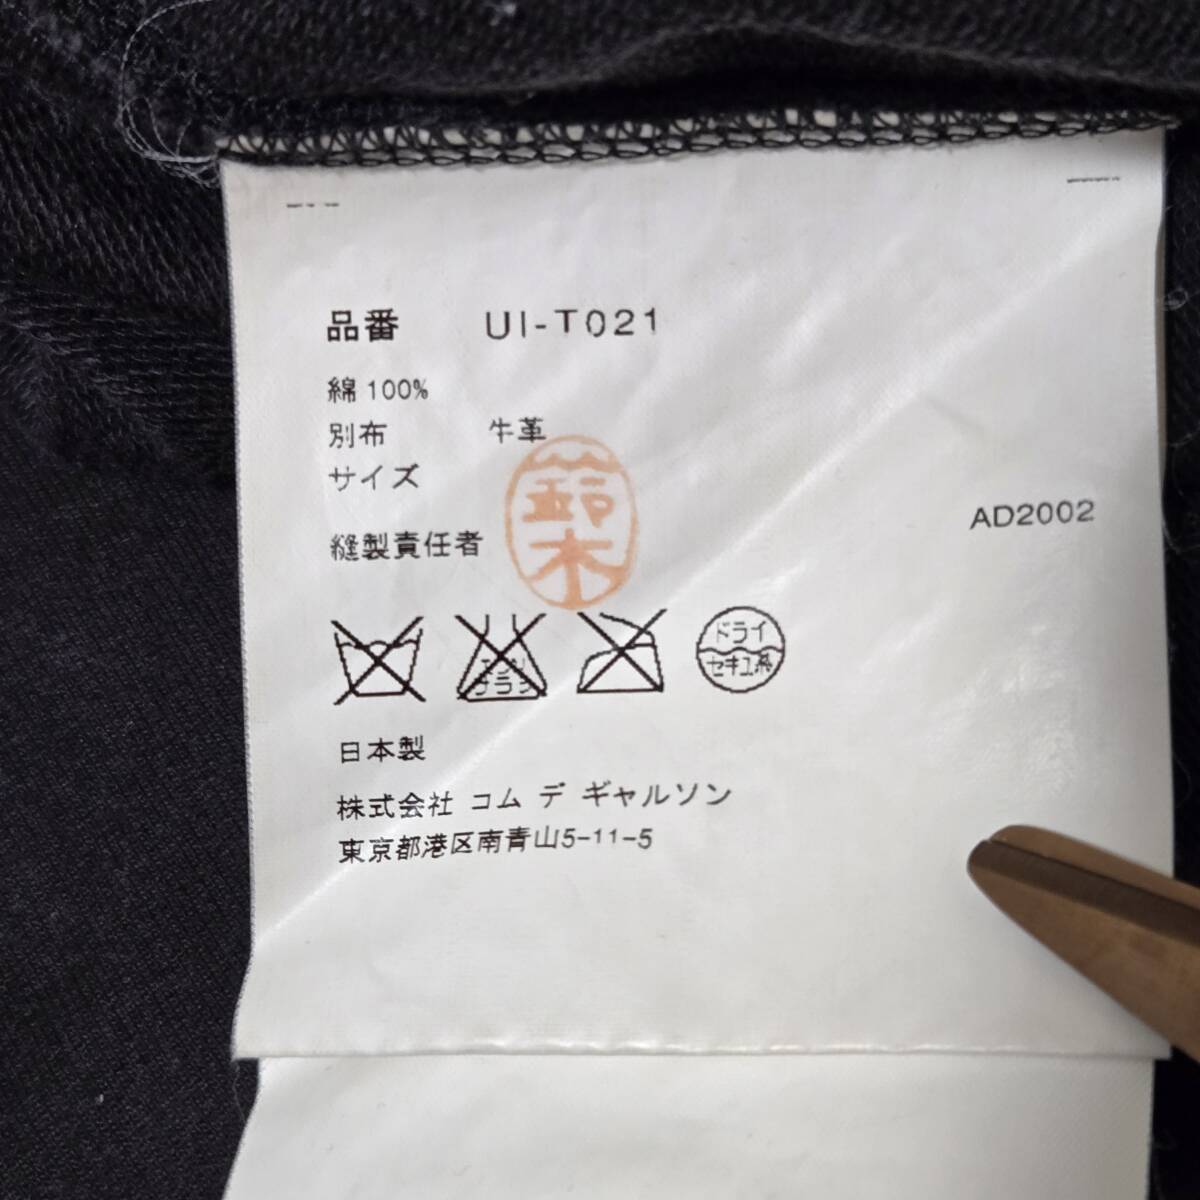 品番 UI-T021
綿 100%
別布 牛革
サイズ
縫製責任者 鈴木
AD2002
ドライ
セキユ系
日本製
株式会社 コム デ ギャルソン
東京都港区南青山5-11-5